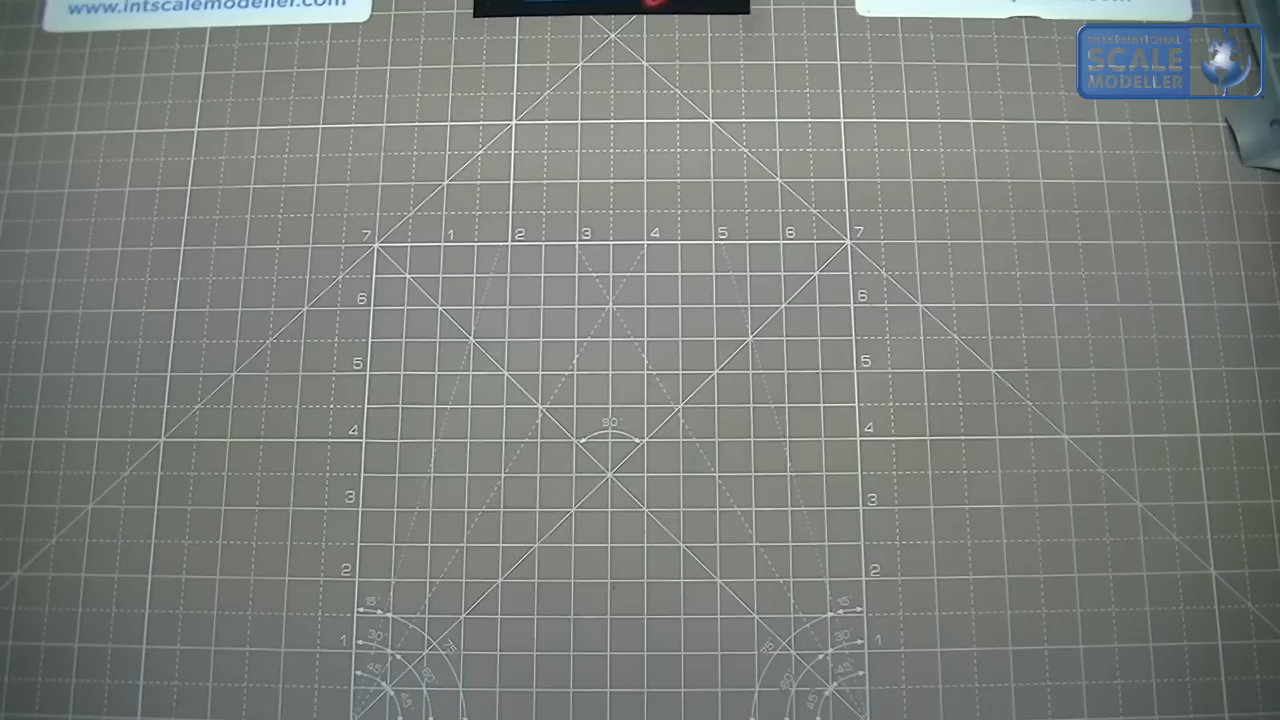 www.intscalemodeller.com
INTERNATIONAL
SCALE
MODELLER
7 1 2 3 4 5 6 7
6 6
5 5
90°
4 4
3 3
2 2
15° 15°
1 30° 75° 75° 30° 1
45° 60° 60° 45°
45 45